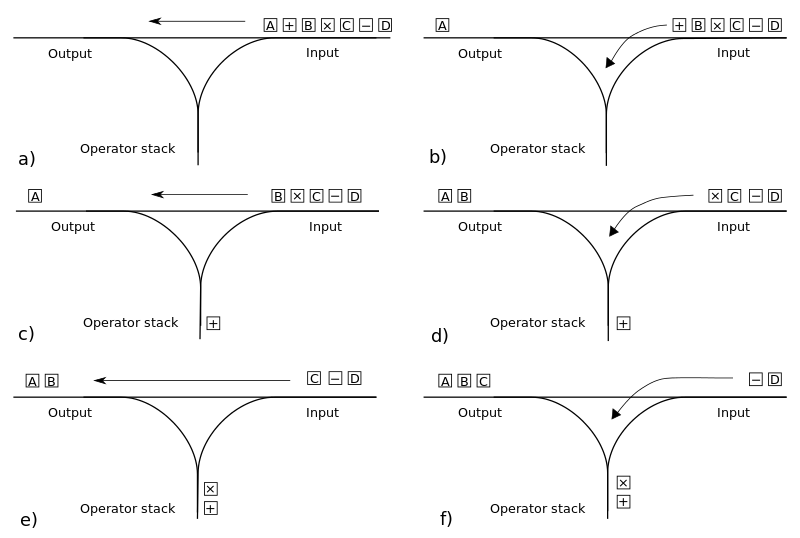 A + B × C − D
Output Input
Operator stack
a)
A + B × C − D
Output Input
Operator stack
b)
A B × C − D
Output Input
Operator stack +
c)
A B × C − D
Output Input
Operator stack +
d)
A B C − D
Output Input
×
Operator stack +
e)
A B C − D
Output Input
×
Operator stack +
f)